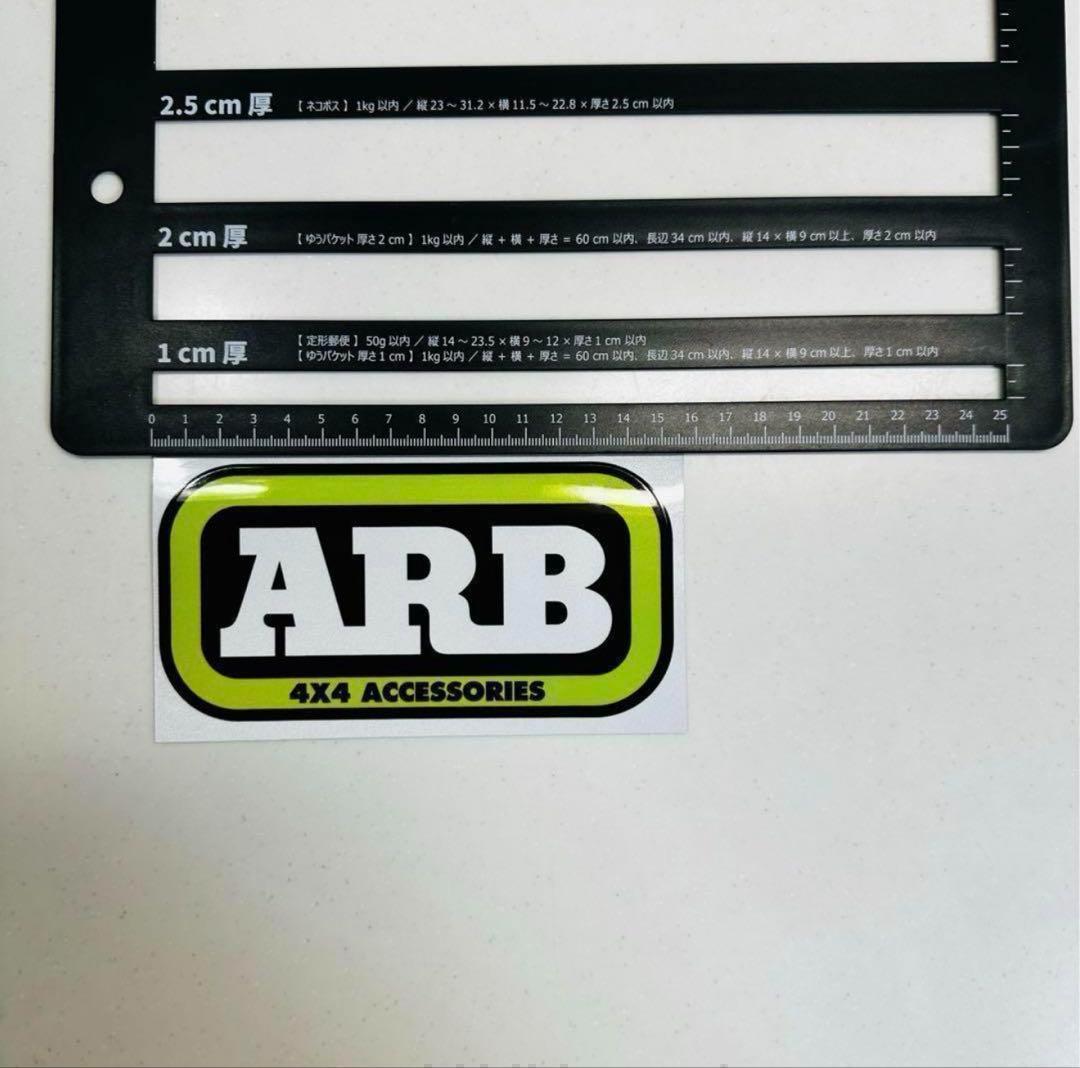 2.5 cm 厚 【 ネコポス 】 1kg 以内 ／ 縦 23 ～ 31.2 × 横 11.5 ～ 22.8 × 厚さ 2.5 cm 以内
2 cm 厚 【 ゆうパケット 厚さ 2 cm 】 1kg 以内 ／ 縦 + 横 + 厚さ = 60 cm 以内、長辺 34 cm 以内、縦 14 × 横 9 cm 以上、厚さ 2 cm 以内
1 cm 厚 【 定形郵便 】 50g 以内 ／ 縦 14 ～ 23.5 × 横 9 ～ 12 × 厚さ 1 cm 以内
【 ゆうパケット 厚さ 1 cm 】 1kg 以内 ／ 縦 + 横 + 厚さ = 60 cm 以内、長辺 34 cm 以内、縦 14 × 横 9 cm 以上、厚さ 1 cm 以内
0 1 2 3 4 5 6 7 8 9 10 11 12 13 14 15 16 17 18 19 20 21 22 23 24 25
ARB
4X4 ACCESSORIES